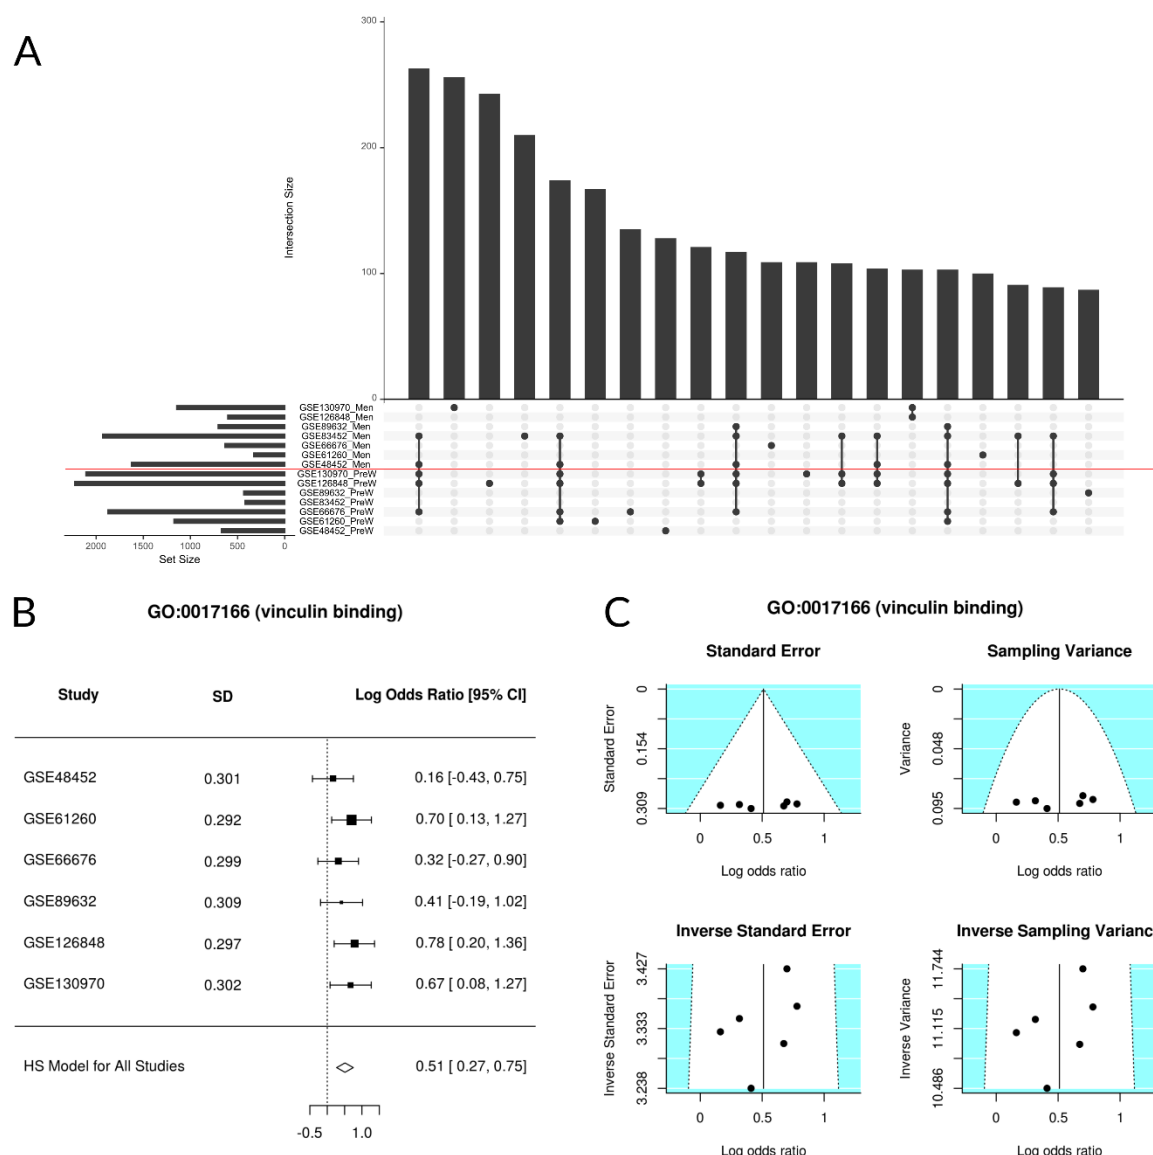 A
Intersection Size
300
200
100
0
GSE130970_Men
GSE126848_Men
GSE89632_Men
GSE83452_Men
GSE66676_Men
GSE61260_Men
GSE48452_Men
GSE130970_PreW
GSE126848_PreW
GSE89632_PreW
GSE83452_PreW
GSE66676_PreW
GSE61260_PreW
GSE48452_PreW
2000 1500 1000 500 0
Set Size
B
GO:0017166 (vinculin binding)
Study SD Log Odds Ratio [95% CI]
GSE48452 0.301 0.16 [-0.43, 0.75]
GSE61260 0.292 0.70 [ 0.13, 1.27]
GSE66676 0.299 0.32 [-0.27, 0.90]
GSE89632 0.309 0.41 [-0.19, 1.02]
GSE126848 0.297 0.78 [ 0.20, 1.36]
GSE130970 0.302 0.67 [ 0.08, 1.27]
HS Model for All Studies 0.51 [ 0.27, 0.75]
-0.5 1.0
C
GO:0017166 (vinculin binding)
Standard Error
Standard Error
0
0.154
0.309
0 0.5 1
Log odds ratio
Sampling Variance
Variance
0
0.048
0.095
0 0.5 1
Log odds ratio
Inverse Standard Error
Inverse Standard Error
3.427
3.333
3.238
0 0.5 1
Log odds ratio
Inverse Sampling Varianc
Inverse Variance
11.744
11.115
10.486
0 0.5 1
Log odds ratio